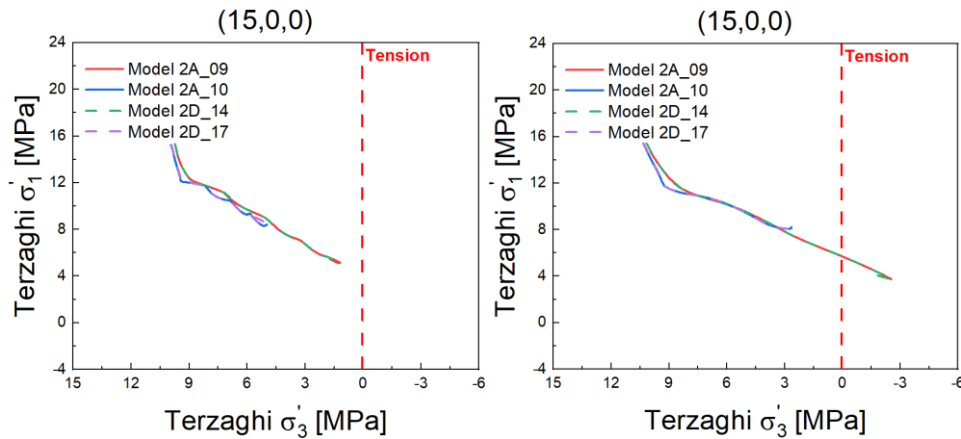 (15,0,0)
24
20
16
12
8
4
0
-4
Terzaghi σ'₁ [MPa]
Tension
Model 2A_09
Model 2A_10
Model 2D_14
Model 2D_17
15 12 9 6 3 0 -3 -6
Terzaghi σ'₃ [MPa]
(15,0,0)
24
20
16
12
8
4
0
-4
Terzaghi σ'₁ [MPa]
Tension
Model 2A_09
Model 2A_10
Model 2D_14
Model 2D_17
15 12 9 6 3 0 -3 -6
Terzaghi σ'₃ [MPa]